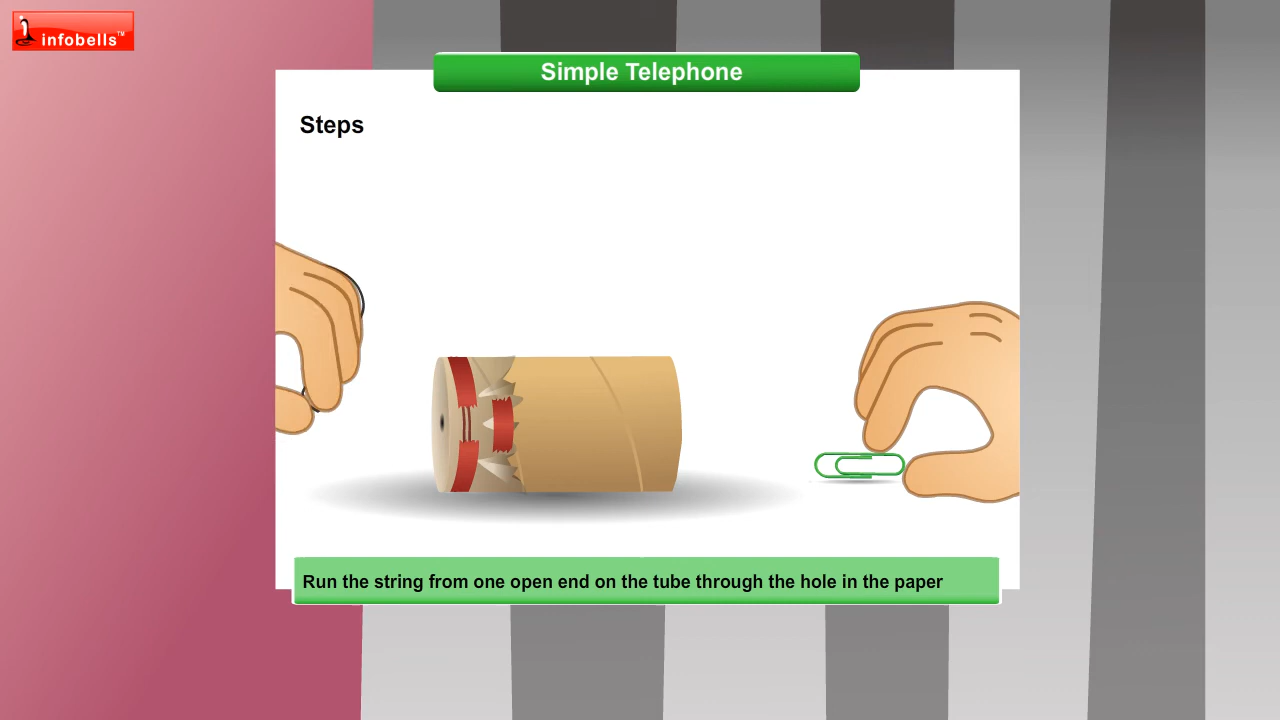 infobells™
Simple Telephone
Steps
Run the string from one open end on the tube through the hole in the paper